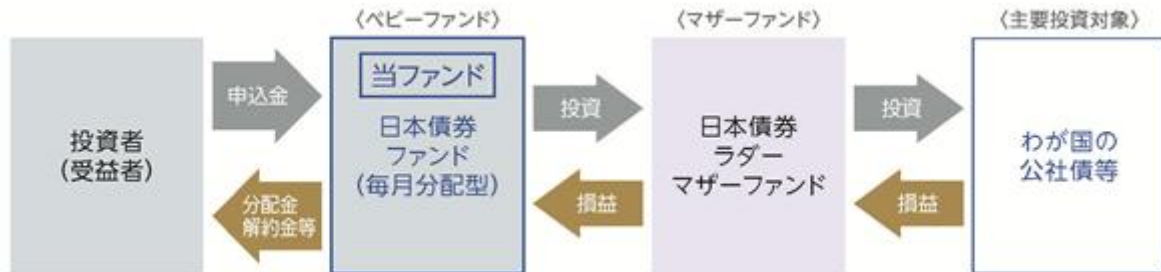 〈ベビーファンド〉
〈マザーファンド〉
〈主要投資対象〉
投資者
(受益者)
申込金
分配金
解約金等
当ファンド
日本債券
ファンド
(毎月分配型)
投資
損益
日本債券
ラダー
マザーファンド
投資
損益
わが国の
公社債等